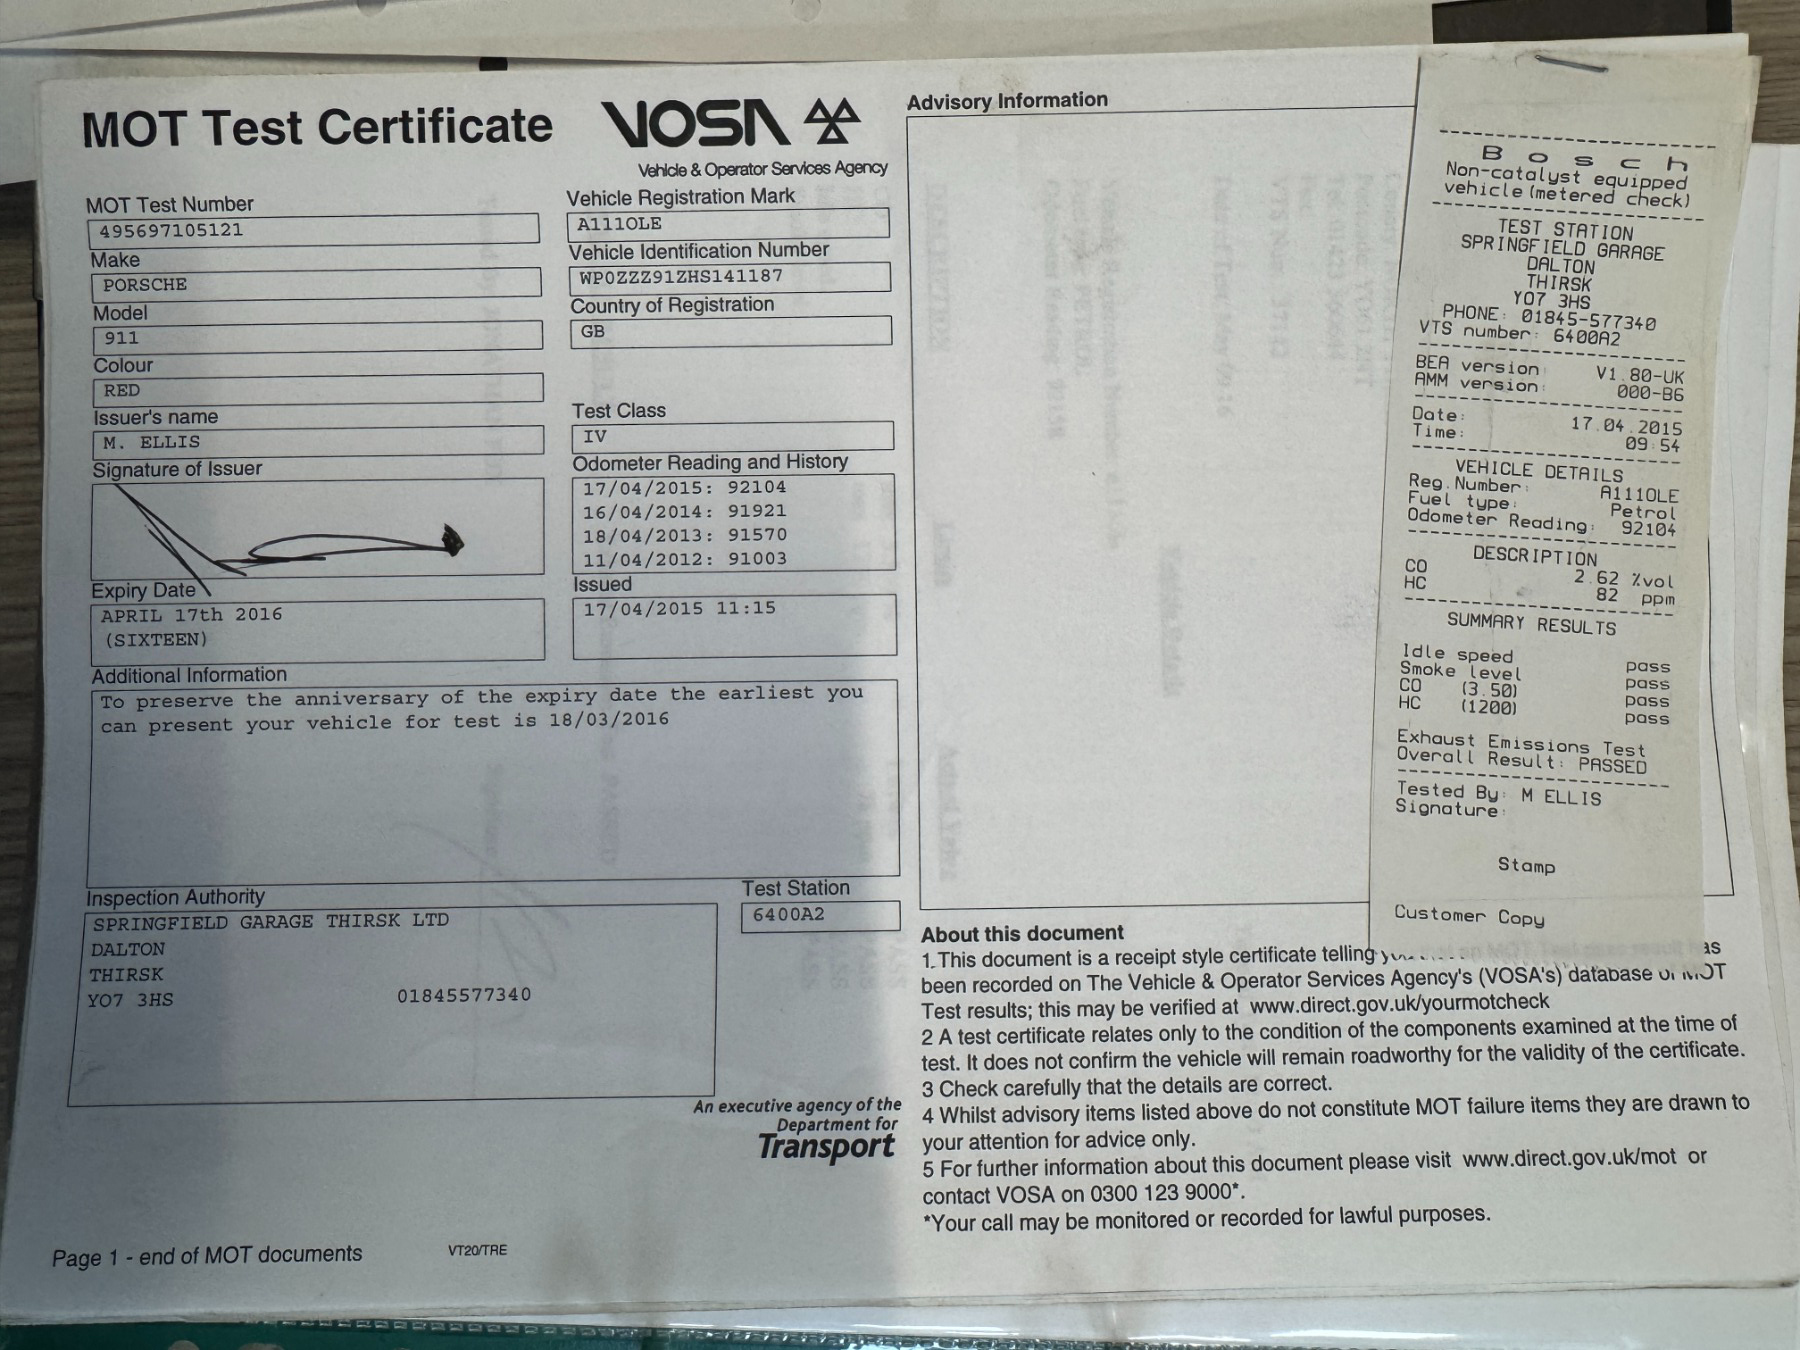 MOT Test Certificate
VOSA
Vehicle & Operator Services Agency
MOT Test Number
495697105121
Make
PORSCHE
Model
911
Colour
RED
Issuer's name
M. ELLIS
Signature of Issuer
Expiry Date
APRIL 17th 2016
(SIXTEEN)
Vehicle Registration Mark
A111OLE
Vehicle Identification Number
WP0ZZZ91ZHS141187
Country of Registration
GB
Test Class
IV
Odometer Reading and History
17/04/2015: 92104
16/04/2014: 91921
18/04/2013: 91570
11/04/2012: 91003
Issued
17/04/2015 11:15
Additional Information
To preserve the anniversary of the expiry date the earliest you
can present your vehicle for test is 18/03/2016
Inspection Authority
SPRINGFIELD GARAGE THIRSK LTD
DALTON
THIRSK
YO7 3HS 01845577340
Test Station
6400A2
An executive agency of the
Department for
Transport
Page 1 - end of MOT documents
VT20/TRE
Advisory Information
About this document
1.This document is a receipt style certificate telling as
been recorded on The Vehicle & Operator Services Agency's (VOSA's) database of MOT
Test results; this may be verified at www.direct.gov.uk/yourmotcheck
2 A test certificate relates only to the condition of the components examined at the time of
test. It does not confirm the vehicle will remain roadworthy for the validity of the certificate.
3 Check carefully that the details are correct.
4 Whilst advisory items listed above do not constitute MOT failure items they are drawn to
your attention for advice only.
5 For further information about this document please visit www.direct.gov.uk/mot or
contact VOSA on 0300 123 9000*.
*Your call may be monitored or recorded for lawful purposes.
Bosch
Non-catalyst equipped
vehicle (metered check)
TEST STATION
SPRINGFIELD GARAGE
DALTON
THIRSK
YO7 3HS
PHONE: 01845-577340
VTS number: 6400A2
BEA version: V1.80-UK
AMM version: 000-B6
Date: 17.04.2015
Time: 09:54
VEHICLE DETAILS
Reg.Number: A111OLE
Fuel type: Petrol
Odometer Reading: 92104
DESCRIPTION
CO 2.62 %vol
HC 82 ppm
SUMMARY RESULTS
Idle speed pass
Smoke level pass
CO (3.50) pass
HC (1200) pass
Exhaust Emissions Test
Overall Result: PASSED
Tested By: M ELLIS
Signature:
Stamp
Customer Copy